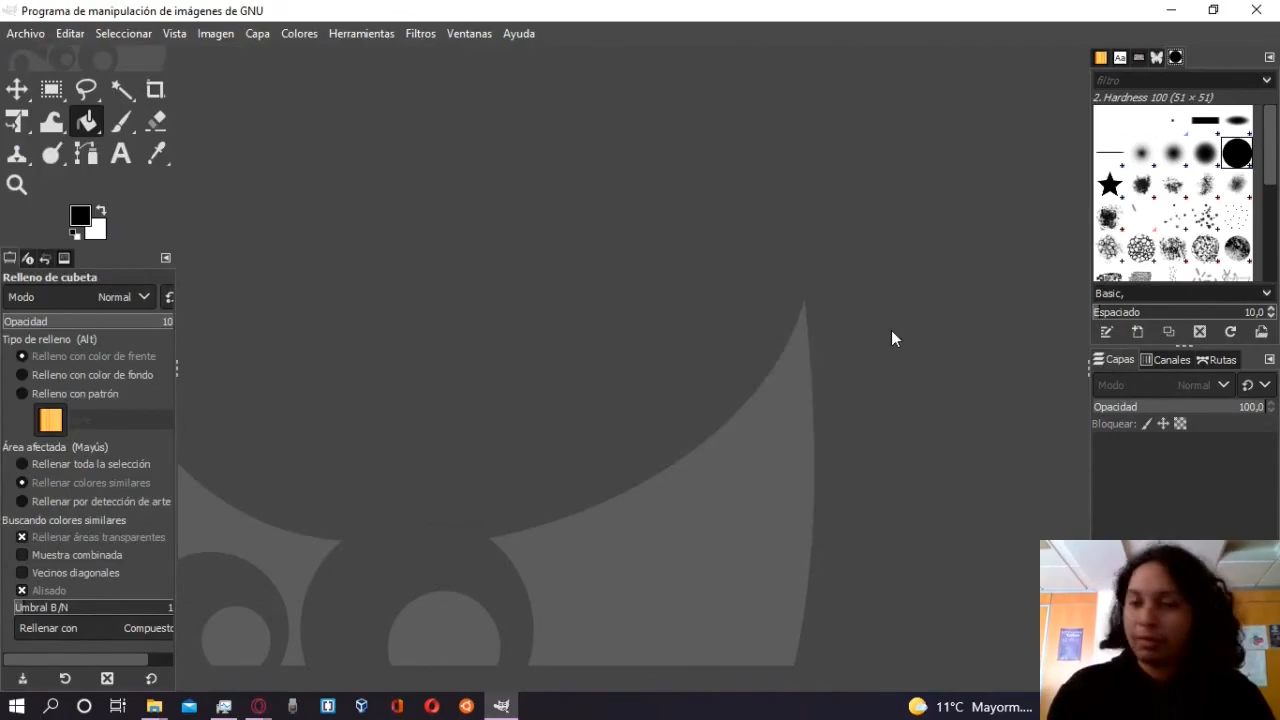 Programa de manipulación de imágenes de GNU
Archivo Editar Seleccionar Vista Imagen Capa Colores Herramientas Filtros Ventanas Ayuda
Aa
filtro
2. Hardness 100 (51 × 51)
Relleno de cubeta
Modo Normal
Opacidad 10
Tipo de relleno (Alt)
Relleno con color de frente
Relleno con color de fondo
Relleno con patrón
Área afectada (Mayús)
Rellenar toda la selección
Rellenar colores similares
Rellenar por detección de arte
Buscando colores similares
Rellenar áreas transparentes
Muestra combinada
Vecinos diagonales
Alisado
Umbral B/N 1
Rellenar con Compuesto
Basic,
Espaciado 10,0
Capas Canales Rutas
Modo Normal
Opacidad 100,0
Bloquear:
11°C Mayorm....